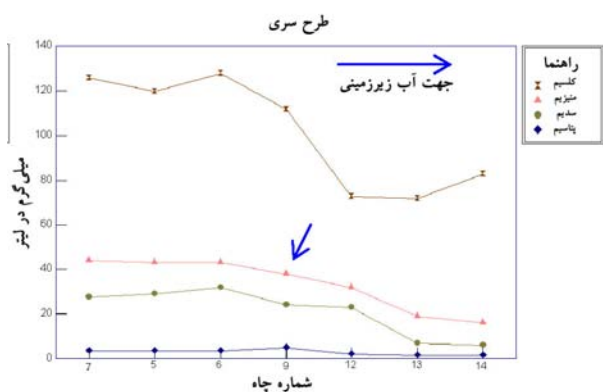 طرح سری
راهنما
کلسیم
منیزیم
سدیم
پتاسیم
جهت آب زیرزمینی
میلی‌گرم در لیتر
140
120
100
80
60
40
20
0
7 5 6 9 12 13 14
شماره چاه